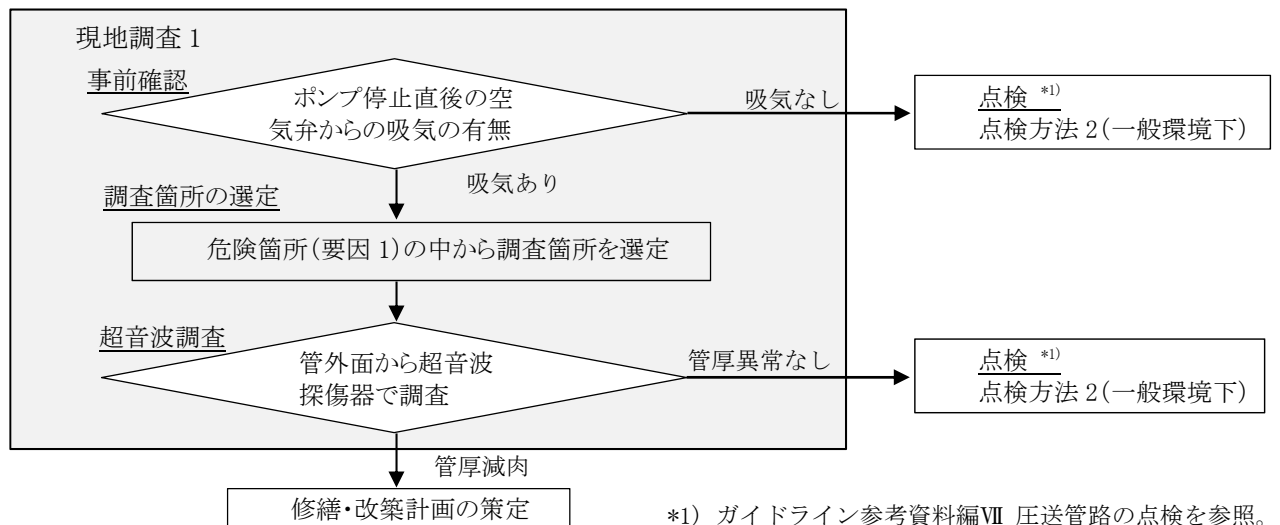 現地調査 1
事前確認
ポンプ停止直後の空
気弁からの吸気の有無
吸気なし
点検 *1)
点検方法 2(一般環境下)
吸気あり
調査箇所の選定
危険箇所(要因 1)の中から調査箇所を選定
超音波調査
管外面から超音波
探傷器で調査
管厚異常なし
点検 *1)
点検方法 2(一般環境下)
管厚減肉
修繕・改築計画の策定
*1) ガイドライン参考資料編Ⅶ 圧送管路の点検を参照。